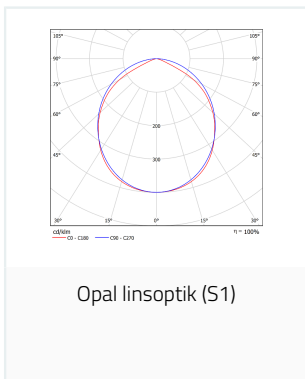 105° 105°
90° 90°
75° 75°
60° 60°
200
45° 45°
300
30° 15° 0° 15° 30°
cd/klm η = 100%
C0 - C180 C90 - C270
Opal linsoptik (S1)